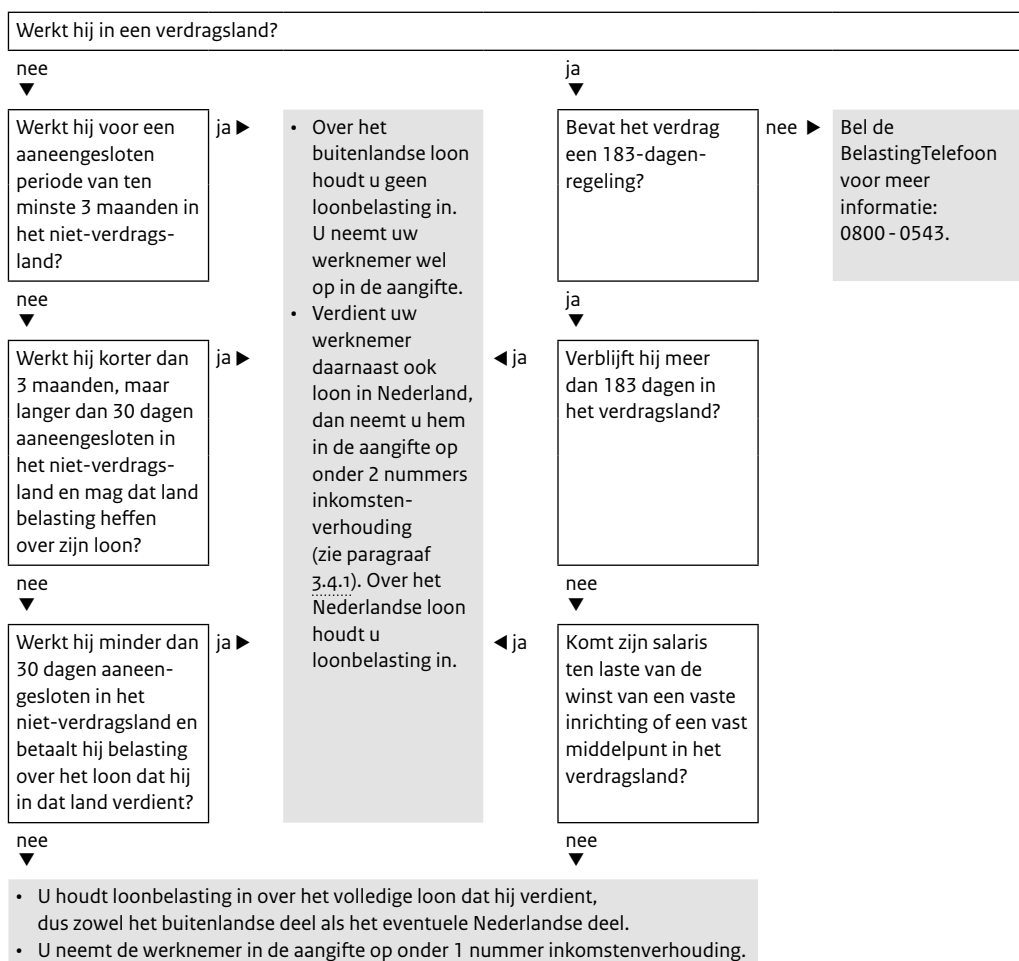 Werkt hij in een verdragsland?
nee
▼
ja
▼
Werkt hij voor een
aaneengesloten
periode van ten
minste 3 maanden in
het niet-verdrags-
land?
ja ▶
• Over het
buitenlandse loon
houdt u geen
loonbelasting in.
U neemt uw
werknemer wel
op in de aangifte.
• Verdient uw
werknemer
daarnaast ook
loon in Nederland,
dan neemt u hem
in de aangifte op
onder 2 nummers
inkomsten-
verhouding
(zie paragraaf
3.4.1). Over het
Nederlandse loon
houdt u
loonbelasting in.
Bevat het verdrag
een 183-dagen-
regeling?
nee ▶
Bel de
BelastingTelefoon
voor meer
informatie:
0800 - 0543.
nee
▼
ja
▼
Werkt hij korter dan
3 maanden, maar
langer dan 30 dagen
aaneengesloten in
het niet-verdrags-
land en mag dat land
belasting heffen
over zijn loon?
ja ▶
◀ ja
Verblijft hij meer
dan 183 dagen in
het verdragsland?
nee
▼
nee
▼
Werkt hij minder dan
30 dagen aaneen-
gesloten in het
niet-verdragsland en
betaalt hij belasting
over het loon dat hij
in dat land verdient?
ja ▶
◀ ja
Komt zijn salaris
ten laste van de
winst van een vaste
inrichting of een vast
middelpunt in het
verdragsland?
nee
▼
nee
▼
• U houdt loonbelasting in over het volledige loon dat hij verdient,
dus zowel het buitenlandse deel als het eventuele Nederlandse deel.
• U neemt de werknemer in de aangifte op onder 1 nummer inkomstenverhouding.